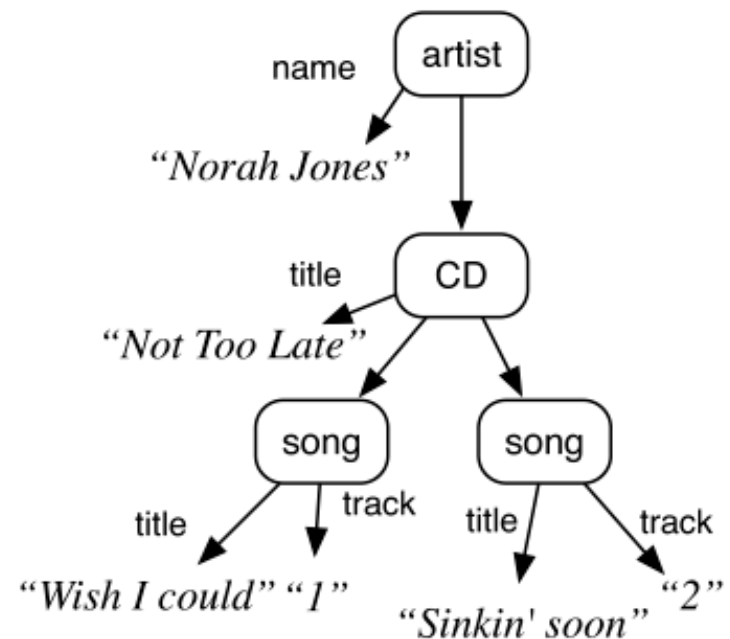 artist
name
“Norah Jones”
CD
title
“Not Too Late”
song
song
title
track
title
track
“Wish I could” “1”
“Sinkin' soon”
“2”